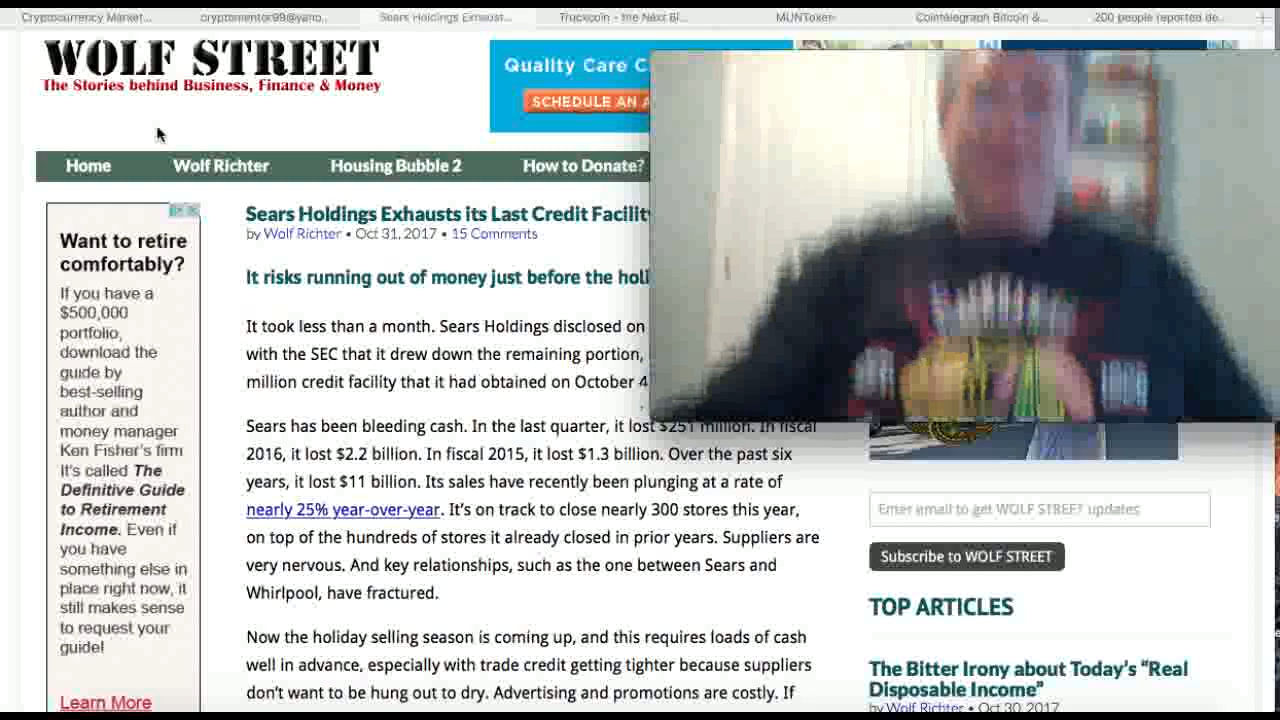 Cryptocurrency Market...
cryptomentor99@yaho...
Sears Holdings Exhaust...
Truckcoin - the Next Bi...
MUNToken
Cointelegraph Bitcoin &...
200 people reported de...
WOLF STREET
The Stories behind Business, Finance & Money
Quality Care C
SCHEDULE AN A
Home
Wolf Richter
Housing Bubble 2
How to Donate?
Want to retire
comfortably?
If you have a
$500,000
portfolio,
download the
guide by
best-selling
author and
money manager
Ken Fisher's firm
It's called The
Definitive Guide
to Retirement
Income. Even if
you have
something else in
place right now, it
still makes sense
to request your
guide!
Learn More
Sears Holdings Exhausts its Last Credit Facility
by Wolf Richter • Oct 31, 2017 • 15 Comments
It risks running out of money just before the holi
It took less than a month. Sears Holdings disclosed on
with the SEC that it drew down the remaining portion,
million credit facility that it had obtained on October 4
Sears has been bleeding cash. In the last quarter, it lost $251 million. In fiscal
2016, it lost $2.2 billion. In fiscal 2015, it lost $1.3 billion. Over the past six
years, it lost $11 billion. Its sales have recently been plunging at a rate of
nearly 25% year-over-year. It's on track to close nearly 300 stores this year,
on top of the hundreds of stores it already closed in prior years. Suppliers are
very nervous. And key relationships, such as the one between Sears and
Whirlpool, have fractured.
Now the holiday selling season is coming up, and this requires loads of cash
well in advance, especially with trade credit getting tighter because suppliers
don't want to be hung out to dry. Advertising and promotions are costly. If
Enter email to get WOLF STREET updates
Subscribe to WOLF STREET
TOP ARTICLES
The Bitter Irony about Today's "Real
Disposable Income"
by Wolf Richter • Oct 30, 2017